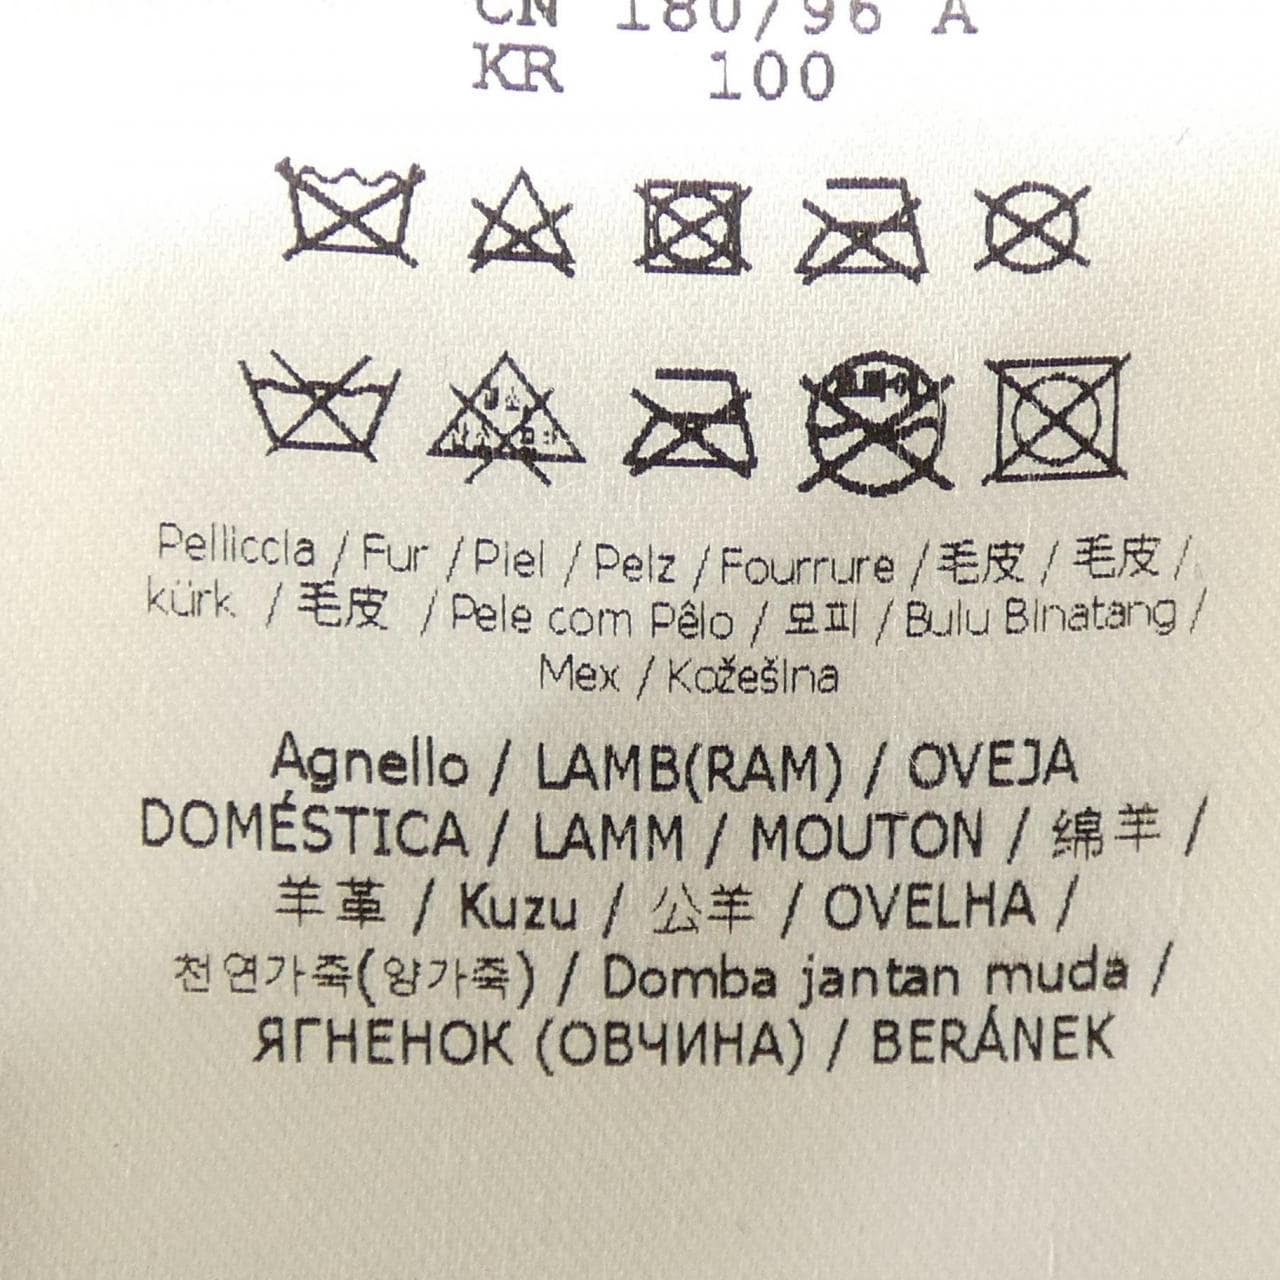 CN 180/96 A
KR 100
Pelliccia / Fur / Piel / Pelz / Fourrure / 毛皮 / 毛皮 /
kürk / 毛皮 / Pele com Pêlo / 모피 / Bulu Binatang /
Mex / Kožešina
Agnello / LAMB(RAM) / OVEJA
DOMÉSTICA / LAMM / MOUTON / 绵羊 /
羊革 / Kuzu / 公羊 / OVELHA /
천연가죽(양가죽) / Domba jantan muda /
ЯГНЕНОК (ОВЧИНА) / BERÁNEK